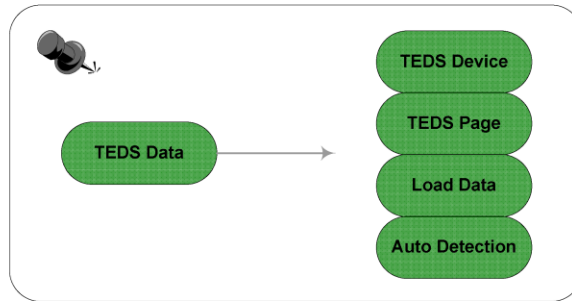 TEDS Data
TEDS Device
TEDS Page
Load Data
Auto Detection